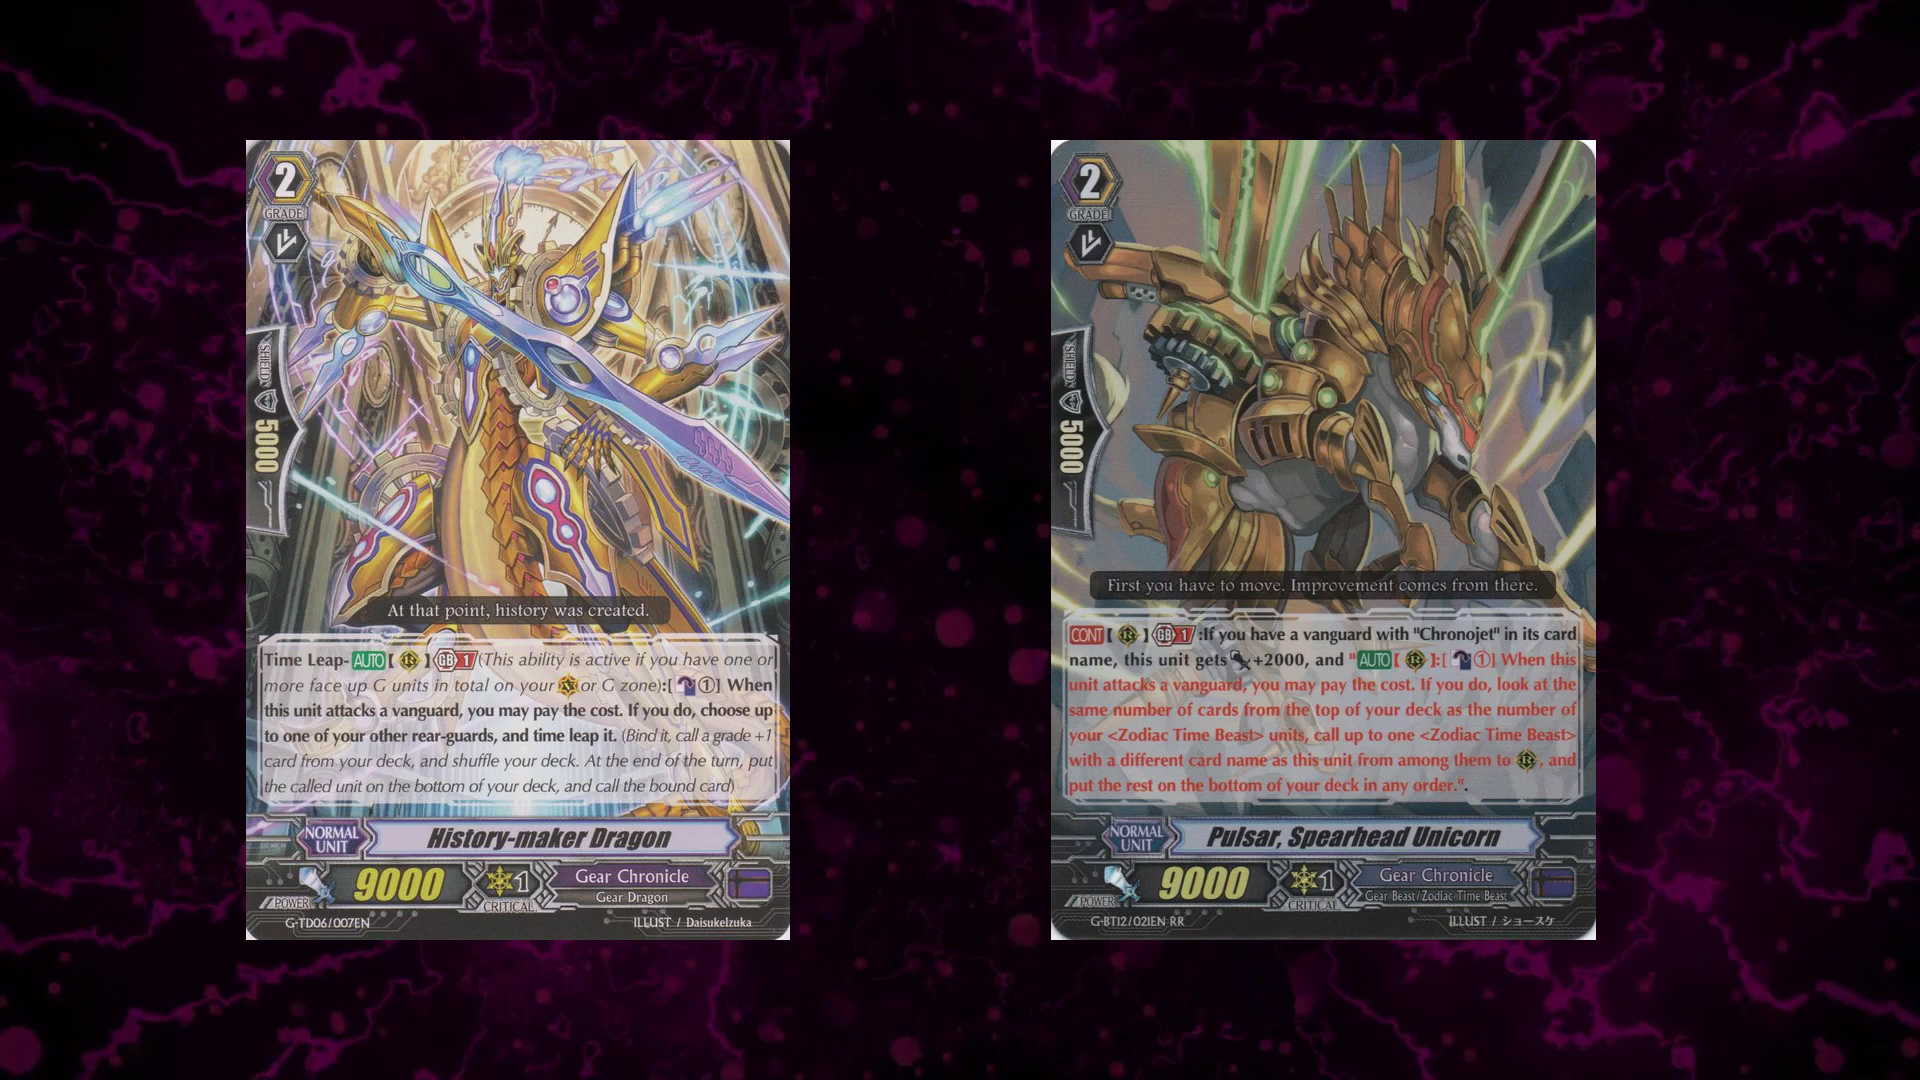 2
GRADE
SHIELD
5000
At that point, history was created.
Time Leap-AUTO【 R 】GB 1(This ability is active if you have one or
more face up G units in total on your V or G zone):[ ①] When
this unit attacks a vanguard, you may pay the cost. If you do, choose up
to one of your other rear-guards, and time leap it. (Bind it, call a grade +1
card from your deck, and shuffle your deck. At the end of the turn, put
the called unit on the bottom of your deck, and call the bound card)
NORMAL
UNIT
History-maker Dragon
POWER
9000
1
CRITICAL
Gear Chronicle
Gear Dragon
G-TD06/007EN
ILLUST / DaisukeIzuka
2
GRADE
SHIELD
5000
First you have to move. Improvement comes from there.
CONT【 R 】GB 1 :If you have a vanguard with "Chronojet" in its card
name, this unit gets +2000, and "AUTO【 R 】:[ ①] When this
unit attacks a vanguard, you may pay the cost. If you do, look at the
same number of cards from the top of your deck as the number of
your <Zodiac Time Beast> units, call up to one <Zodiac Time Beast>
with a different card name as this unit from among them to R, and
put the rest on the bottom of your deck in any order.".
NORMAL
UNIT
Pulsar, Spearhead Unicorn
POWER
9000
1
CRITICAL
Gear Chronicle
Gear Beast/Zodiac Time Beast
G-BT12/021EN RR
ILLUST / ショースケ